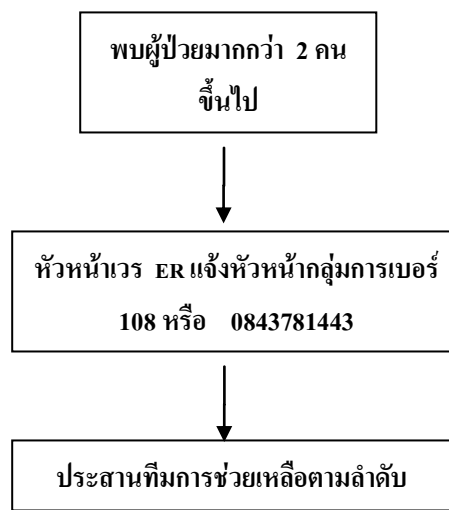 พบผู้ป่วยมากกว่า 2 คน
ขึ้นไป
หัวหน้าเวร ER แจ้งหัวหน้ากลุ่มการเบอร์
108 หรือ 0843781443
ประสานทีมการช่วยเหลือตามลำดับ